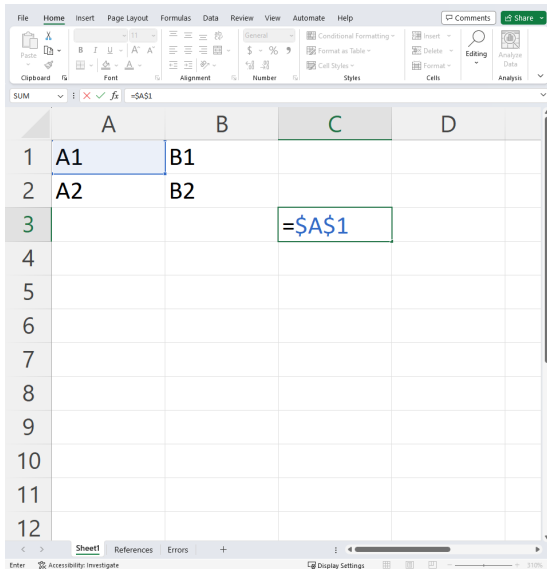 File Home Insert Page Layout Formulas Data Review View Automate Help Comments Share
Paste
11
B I U A A
General
$ % 9
Conditional Formatting
Format as Table
Cell Styles
Insert
Delete
Format
Editing
Analyze Data
Clipboard Font Alignment Number Styles Cells Analysis
SUM fx =$A$1
A B C D
1 A1 B1
2 A2 B2
3 =$A$1
4
5
6
7
8
9
10
11
12
Sheet1 References Errors +
Enter Accessibility: Investigate Display Settings 310%